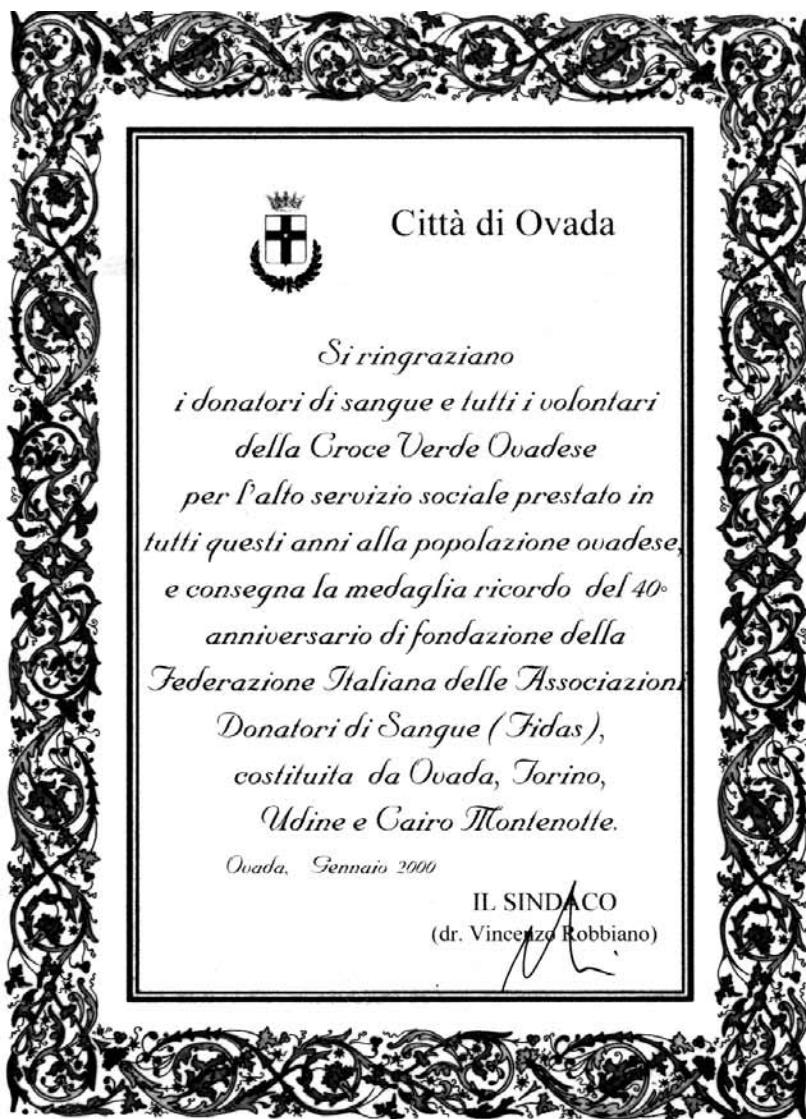 Città di Ovada
Si ringraziano
i donatori di sangue e tutti i volontari
della Croce Verde Ovadese
per l'alto servizio sociale prestato in
tutti questi anni alla popolazione ovadese,
e consegna la medaglia ricordo del 40°
anniversario di fondazione della
Federazione Italiana delle Associazioni
Donatori di Sangue (Fidas),
costituita da Ovada, Torino,
Udine e Cairo Montenotte.
Ovada, Gennaio 2000
IL SINDACO
(dr. Vincenzo Robbiano)